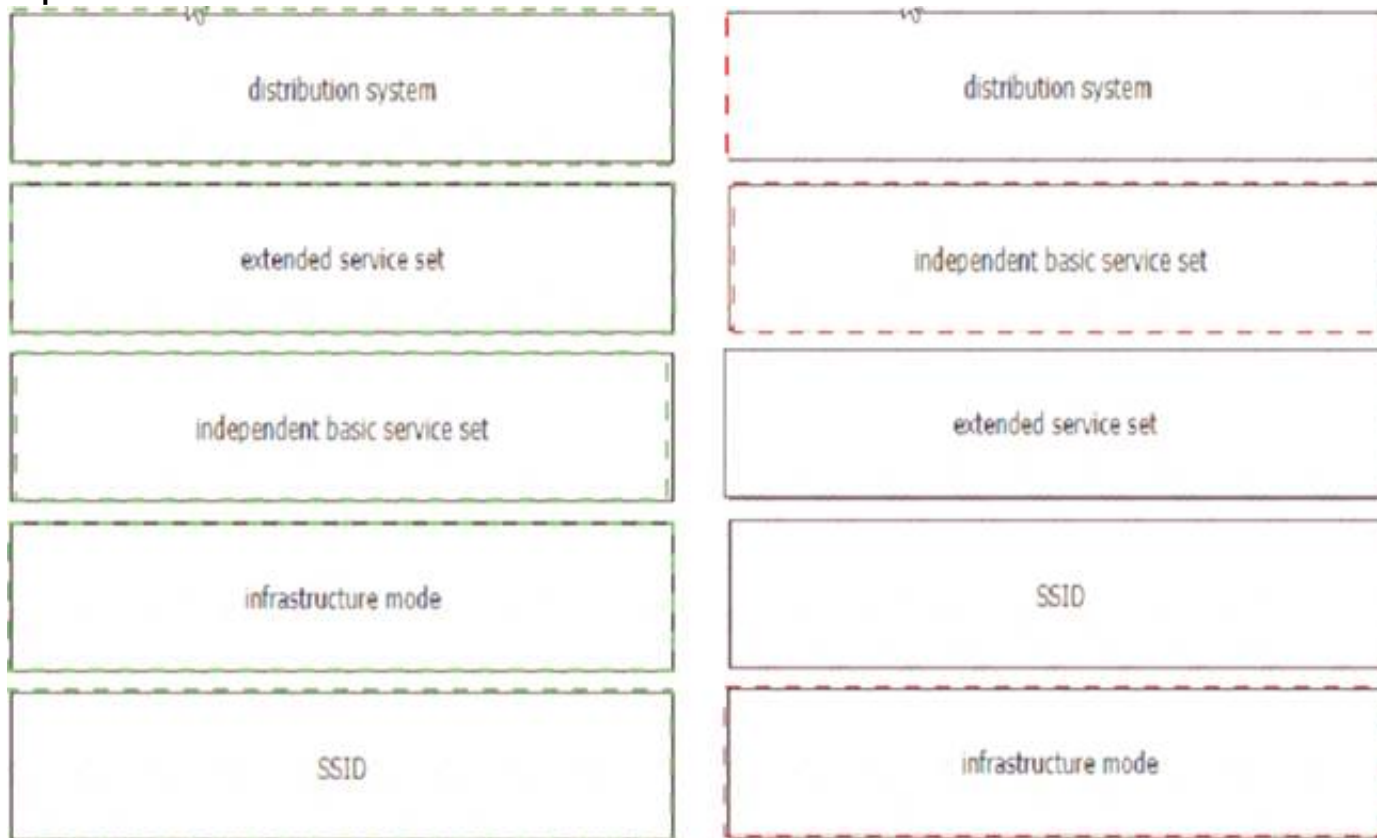 distribution system
extended service set
independent basic service set
infrastructure mode
SSID
distribution system
independent basic service set
extended service set
SSID
infrastructure mode